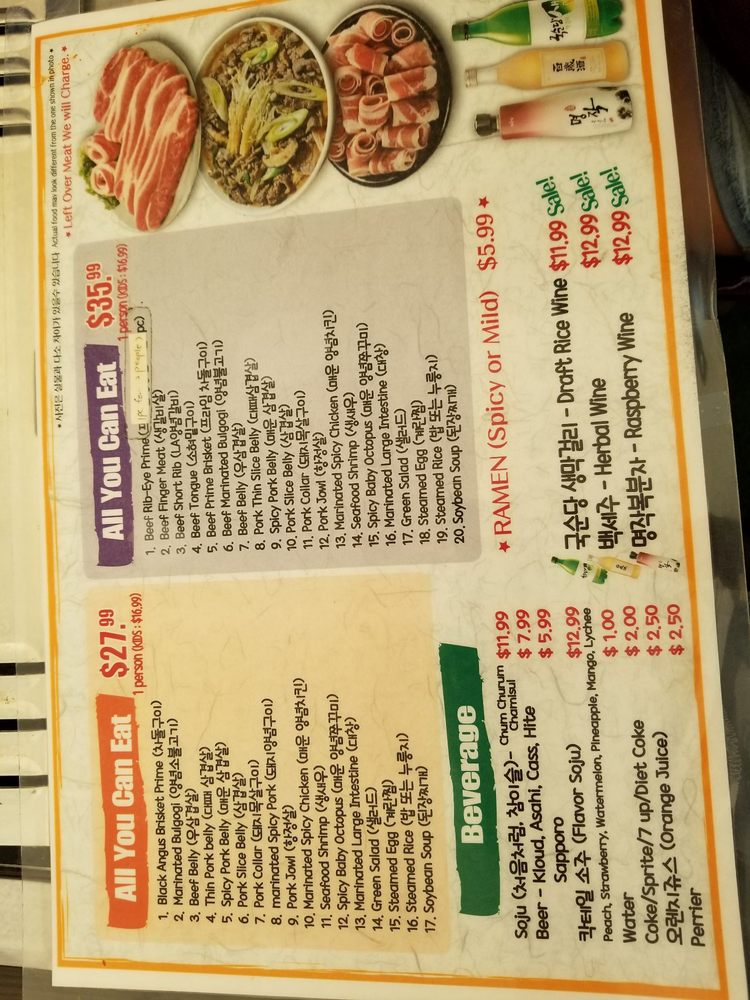 * 사진은 실물과 다소 차이가 있을수 있습니다 Actual food may look different from the one shown in photo *
* Left Over Meat We will Charge. *
All You Can Eat $27.99
1 person (KIDS : $16.99)
1. Black Angus Brisket Prime (차돌구이)
2. Marinated Bulgogi (양념소불고기)
3. Beef Belly (우삼겹살)
4. Thin Pork belly (대패 삼겹살)
5. Spicy Pork Belly (매운 삼겹살)
6. Pork Slice Belly (삼겹살)
7. Pork Collar (돼지목살구이)
8. marinated Spicy Pork (돼지양념구이)
9. Pork Jowl (항정살)
10. Marinated Spicy Chicken (매운 양념치킨)
11. Seafood Shrimp (생새우)
12. Spicy Baby Octopus (매운 양념쭈꾸미)
13. Marinated Large Intestine (대창)
14. Green Salad (샐러드)
15. Steamed Egg (계란찜)
16. Steamed Rice (밥 또는 누룽지)
17. Soybean Soup (된장찌개)
All You Can Eat $35.99
1 person (KIDS : $16.99)
1. Beef Rib-Eye Prime (1 pc for 2 people) pc)
2. Beef Finger Meat (생갈비살)
3. Beef Short Rib (LA양념갈비)
4. Beef Tongue (소혀밑구이)
5. Beef Prime Brisket (프라임 차돌구이)
6. Beef Marinated Bulgogi (양념불고기)
7. Beef Belly (우삼겹살)
8. Pork Thin Slice Belly (대패삼겹살)
9. Spicy Pork Belly (매운 삼겹살)
10. Pork Slice Belly (삼겹살)
11. Pork Collar (돼지목살구이)
12. Pork Jowl (항정살)
13. Marinated Spicy Chicken (매운 양념치킨)
14. Seafood Shrimp (생새우)
15. Spicy Baby Octopus (매운 양념쭈꾸미)
16. Marinated Large Intestine (대창)
17. Green Salad (샐러드)
18. Steamed Egg (계란찜)
19. Steamed Rice (밥 또는 누룽지)
20. Soybean Soup (된장찌개)
Beverage
Soju (처음처럼, 참이슬) - Chum Churum Chamisul $11.99
Beer - Kloud, Asahi, Cass, Hite $ 7.99
Sapporo $ 5.99
칵테일 소주 (Flavor Soju) $12.99
Peach, Strawberry, Watermelon, Pineapple, Mango, Lychee
Water $ 1.00
Coke/Sprite/7 up/Diet Coke $ 2.00
오랜지쥬스 (Orange Juice) $ 2.50
Perrier $ 2.50
★ RAMEN (Spicy or Mild) $5.99 ★
국순당 생막걸리 - Draft Rice Wine $11.99 Sale!
백세주 - Herbal Wine $12.99 Sale!
명작복분자 - Raspberry Wine $12.99 Sale!
국순당
百歲酒
명작